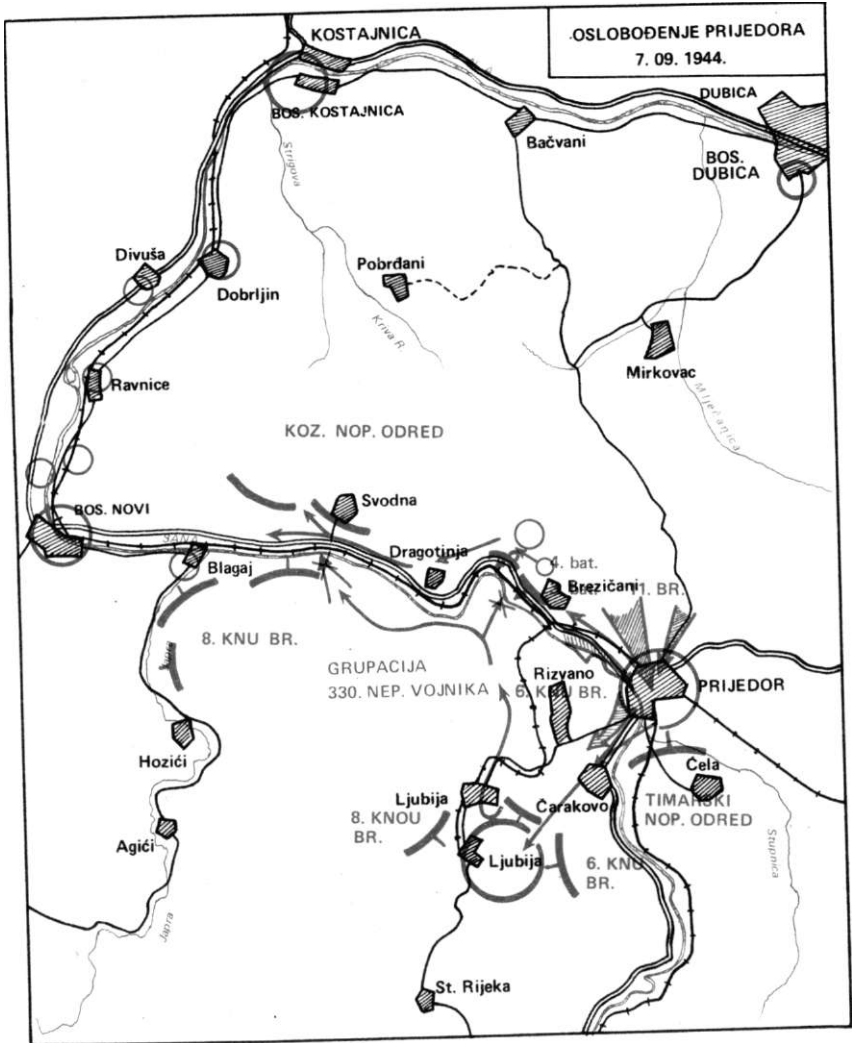 OSLOBOĐENJE PRIJEDORA
7. 09. 1944.
KOSTAJNICA
BOS. KOSTAJNICA
DUBICA
BOS.
DUBICA
Bačvani
Strigova
Divuša
Dobrljin
Pobrđani
Kriva R.
Mirkovac
Mlječanica
Ravnice
KOZ. NOP. ODRED
BOS. NOVI
SANA
Svodna
Blagaj
Dragotinja
4. bat.
Brezičani
bat.
11. BR.
8. KNU BR.
GRUPACIJA
330. NEP. VOJNIKA
Rizvano
6. KNU BR.
PRIJEDOR
Hozići
Ljubija
Čarakovo
Čela
TIMARSKI
NOP. ODRED
8. KNOU
BR.
Agići
Ljubija
6. KNU
BR.
Stupnica
Japra
St. Rijeka